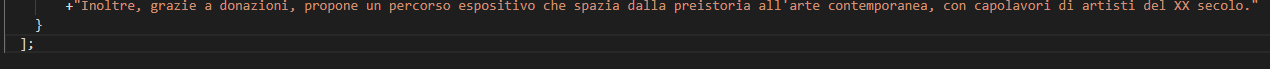 +"Inoltre, grazie a donazioni, propone un percorso espositivo che spazia dalla preistoria all'arte contemporanea, con capolavori di artisti del XX secolo."
}
];